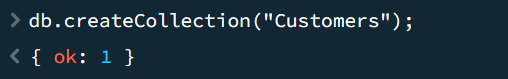 > db.createCollection("Customers");
< { ok: 1 }